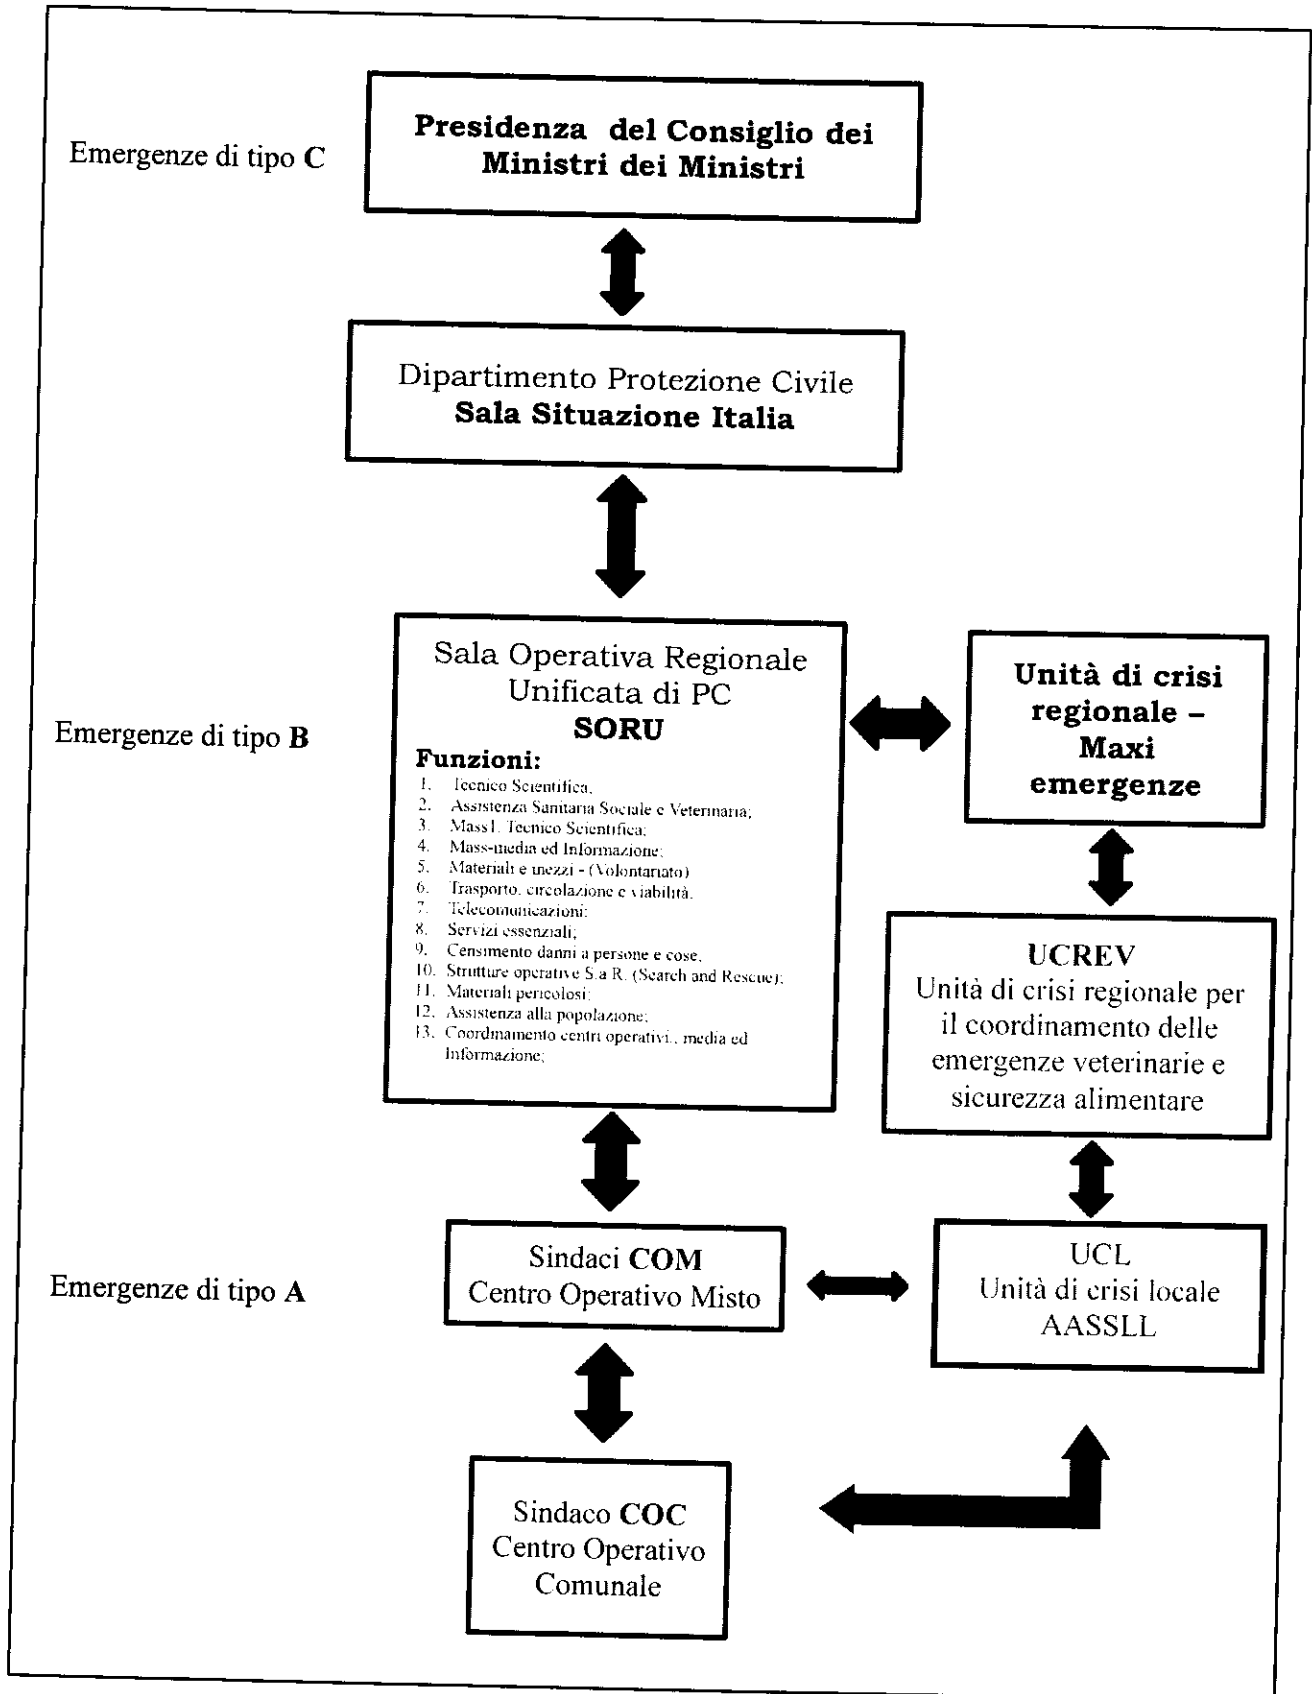 Emergenze di tipo C
Presidenza del Consiglio dei
Ministri dei Ministri
Dipartimento Protezione Civile
Sala Situazione Italia
Emergenze di tipo B
Sala Operativa Regionale
Unificata di PC
SORU
Funzioni:
1. Tecnico Scientifica.
2. Assistenza Sanitaria Sociale e Veterinaria;
3. Mass1. Tecnico Scientifica;
4. Mass-media ed Informazione;
5. Materiali e mezzi - (Volontariato)
6. Trasporto, circolazione e viabilità.
7. Telecomunicazioni;
8. Servizi essenziali;
9. Censimento danni a persone e cose.
10. Strutture operative S.a R. (Search and Rescue);
11. Materiali pericolosi;
12. Assistenza alla popolazione;
13. Coordinamento centri operativi., media ed
Informazione;
Unità di crisi
regionale –
Maxi
emergenze
UCREV
Unità di crisi regionale per
il coordinamento delle
emergenze veterinarie e
sicurezza alimentare
Emergenze di tipo A
Sindaci COM
Centro Operativo Misto
UCL
Unità di crisi locale
AASSLL
Sindaco COC
Centro Operativo
Comunale